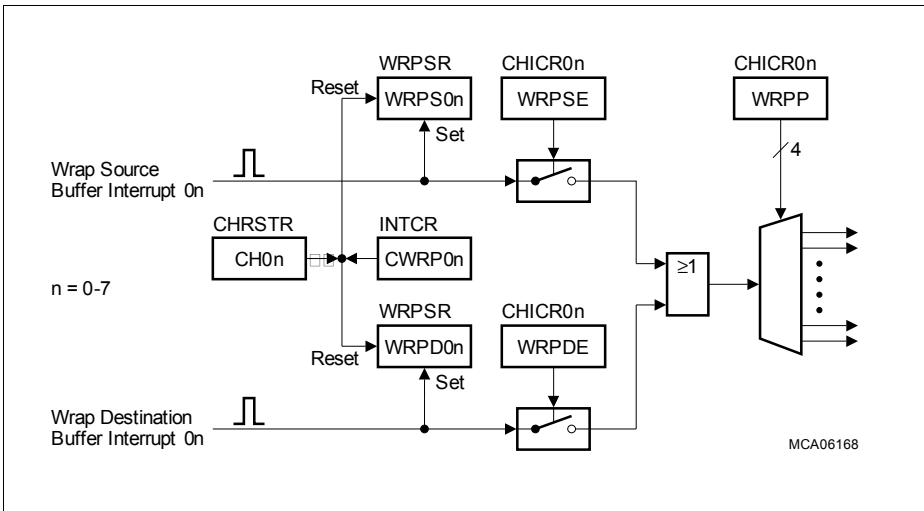 WRPSR
CHICR0n
CHICR0n
Reset
WRPS0n
WRPSE
WRPP
Set
4
Wrap Source
Buffer Interrupt 0n
CHRSTR
INTCR
CH0n
CWRP0n
≥1
n = 0-7
WRPSR
CHICR0n
Reset
WRPD0n
WRPDE
Set
Wrap Destination
Buffer Interrupt 0n
MCA06168